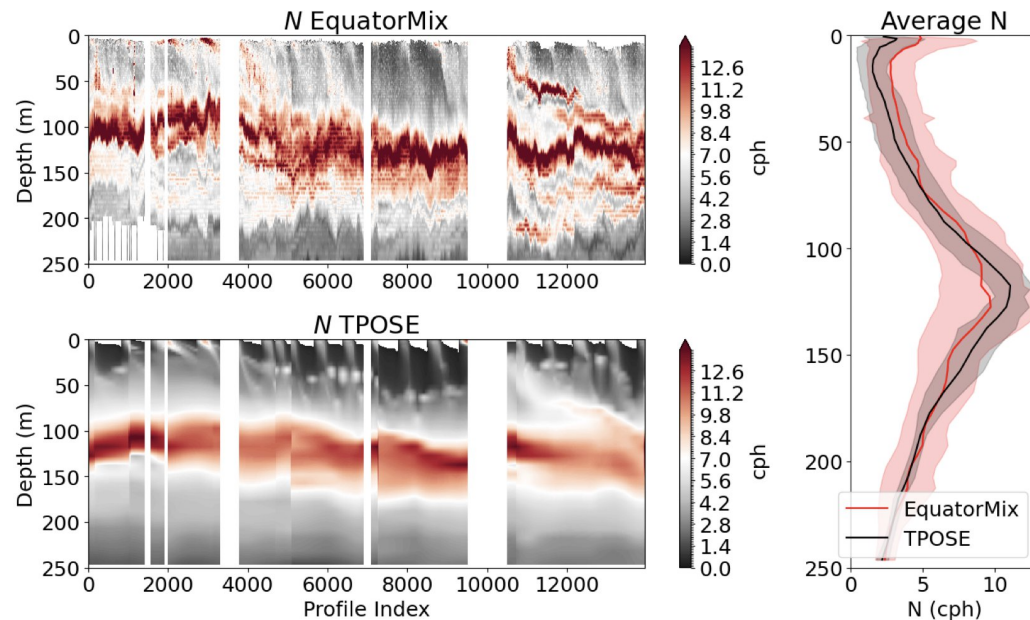 N EquatorMix
0
50
100
150
200
250
Depth (m)
0 2000 4000 6000 8000 10000 12000
12.6
11.2
9.8
8.4
7.0
5.6
4.2
2.8
1.4
0.0
cph
N TPOSE
0
50
100
150
200
250
Depth (m)
0 2000 4000 6000 8000 10000 12000
Profile Index
12.6
11.2
9.8
8.4
7.0
5.6
4.2
2.8
1.4
0.0
cph
Average N
0
50
100
150
200
250
EquatorMix
TPOSE
0 5 10
N (cph)